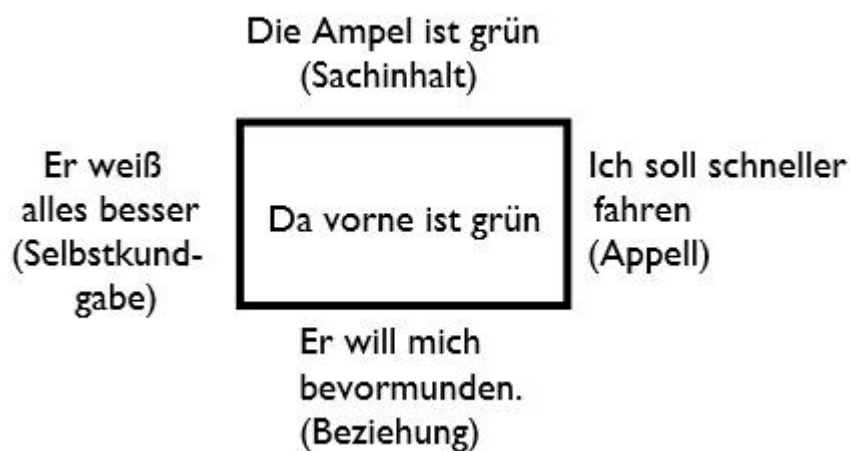 Die Ampel ist grün
(Sachinhalt)
Er weiß
alles besser
(Selbstkund-
gabe)
Da vorne ist grün
Ich soll schneller
fahren
(Appell)
Er will mich
bevormunden.
(Beziehung)